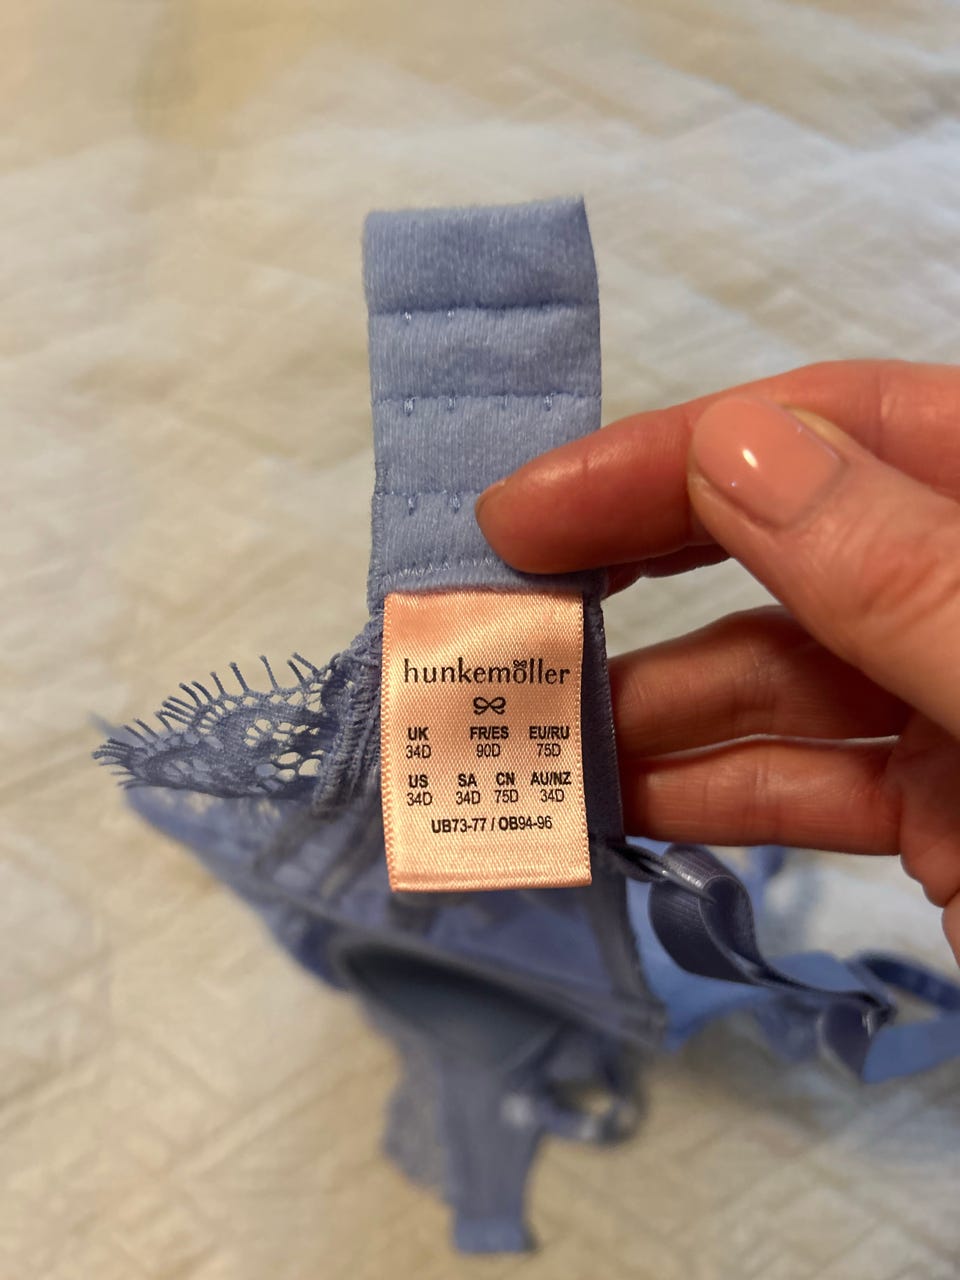 hunkemöller
UK FR/ES EU/RU
34D 90D 75D
US SA CN AU/NZ
34D 34D 75D 34D
UB73-77 / OB94-96